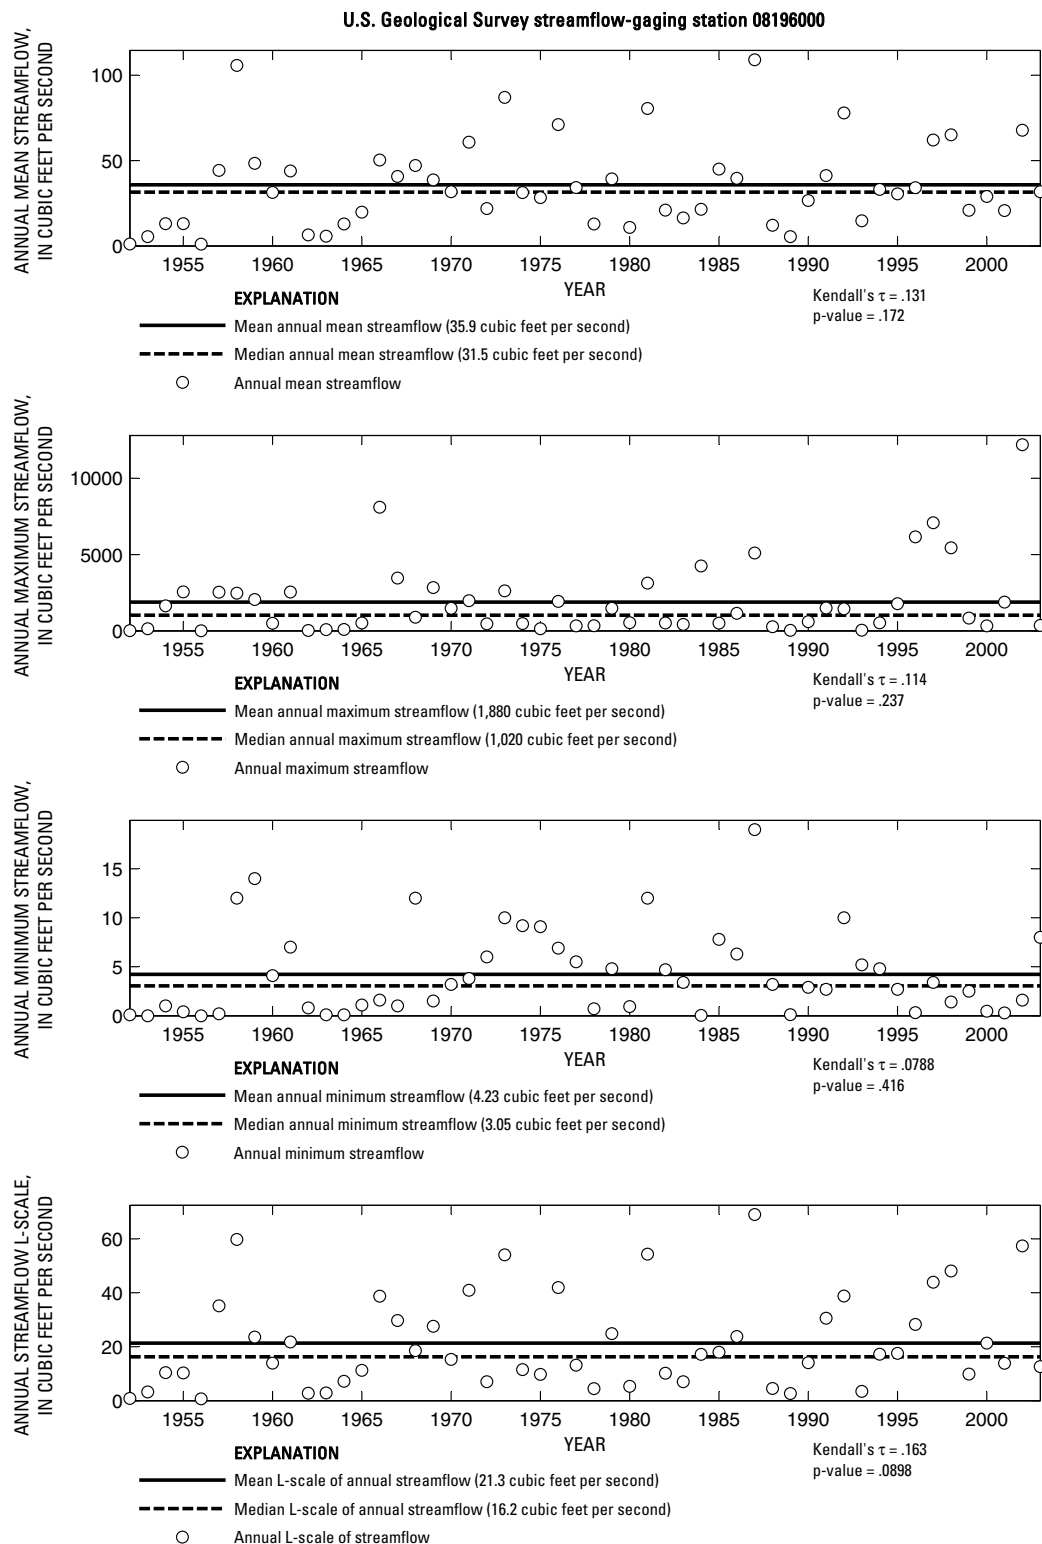 U.S. Geological Survey streamflow-gaging station 08196000
ANNUAL MEAN STREAMFLOW,
IN CUBIC FEET PER SECOND
100
50
0
1955 1960 1965 1970 1975 1980 1985 1990 1995 2000
YEAR
EXPLANATION
Mean annual mean streamflow (35.9 cubic feet per second)
Median annual mean streamflow (31.5 cubic feet per second)
Annual mean streamflow
Kendall's τ = .131
p-value = .172
ANNUAL MAXIMUM STREAMFLOW,
IN CUBIC FEET PER SECOND
10000
5000
0
1955 1960 1965 1970 1975 1980 1985 1990 1995 2000
YEAR
EXPLANATION
Mean annual maximum streamflow (1,880 cubic feet per second)
Median annual maximum streamflow (1,020 cubic feet per second)
Annual maximum streamflow
Kendall's τ = .114
p-value = .237
ANNUAL MINIMUM STREAMFLOW,
IN CUBIC FEET PER SECOND
15
10
5
0
1955 1960 1965 1970 1975 1980 1985 1990 1995 2000
YEAR
EXPLANATION
Mean annual minimum streamflow (4.23 cubic feet per second)
Median annual minimum streamflow (3.05 cubic feet per second)
Annual minimum streamflow
Kendall's τ = .0788
p-value = .416
ANNUAL STREAMFLOW L-SCALE,
IN CUBIC FEET PER SECOND
60
40
20
0
1955 1960 1965 1970 1975 1980 1985 1990 1995 2000
YEAR
EXPLANATION
Mean L-scale of annual streamflow (21.3 cubic feet per second)
Median L-scale of annual streamflow (16.2 cubic feet per second)
Annual L-scale of streamflow
Kendall's τ = .163
p-value = .0898